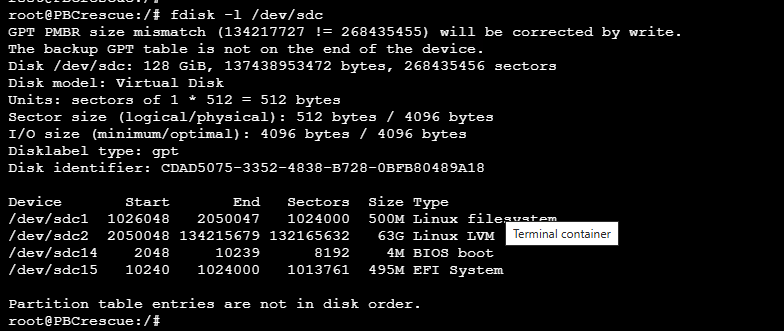 root@PBCrescue:/# fdisk -l /dev/sdc
GPT PMBR size mismatch (134217727 != 268435455) will be corrected by write.
The backup GPT table is not on the end of the device.
Disk /dev/sdc: 128 GiB, 137438953472 bytes, 268435456 sectors
Disk model: Virtual Disk
Units: sectors of 1 * 512 = 512 bytes
Sector size (logical/physical): 512 bytes / 4096 bytes
I/O size (minimum/optimal): 4096 bytes / 4096 bytes
Disklabel type: gpt
Disk identifier: CDAD5075-3352-4838-B728-0BFB80489A18

Device Start End Sectors Size Type
/dev/sdc1 1026048 2050047 1024000 500M Linux filesystem
/dev/sdc2 2050048 134215679 132165632 63G Linux LVM
Terminal container
/dev/sdc14 2048 10239 8192 4M BIOS boot
/dev/sdc15 10240 1024000 1013761 495M EFI System

Partition table entries are not in disk order.
root@PBCrescue:/#